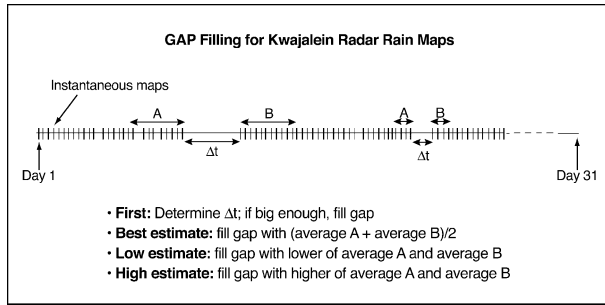 GAP Filling for Kwajalein Radar Rain Maps
Instantaneous maps
A
B
A
B
Δt
Δt
Day 1
Day 31
• First: Determine Δt; if big enough, fill gap
• Best estimate: fill gap with (average A + average B)/2
• Low estimate: fill gap with lower of average A and average B
• High estimate: fill gap with higher of average A and average B